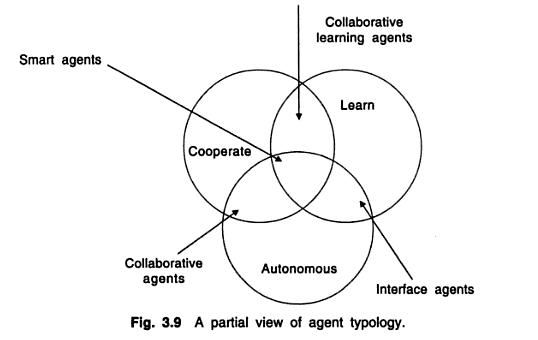 Collaborative
learning agents
Smart agents
Learn
Cooperate
Collaborative
agents
Autonomous
Interface agents
Fig. 3.9 A partial view of agent typology.